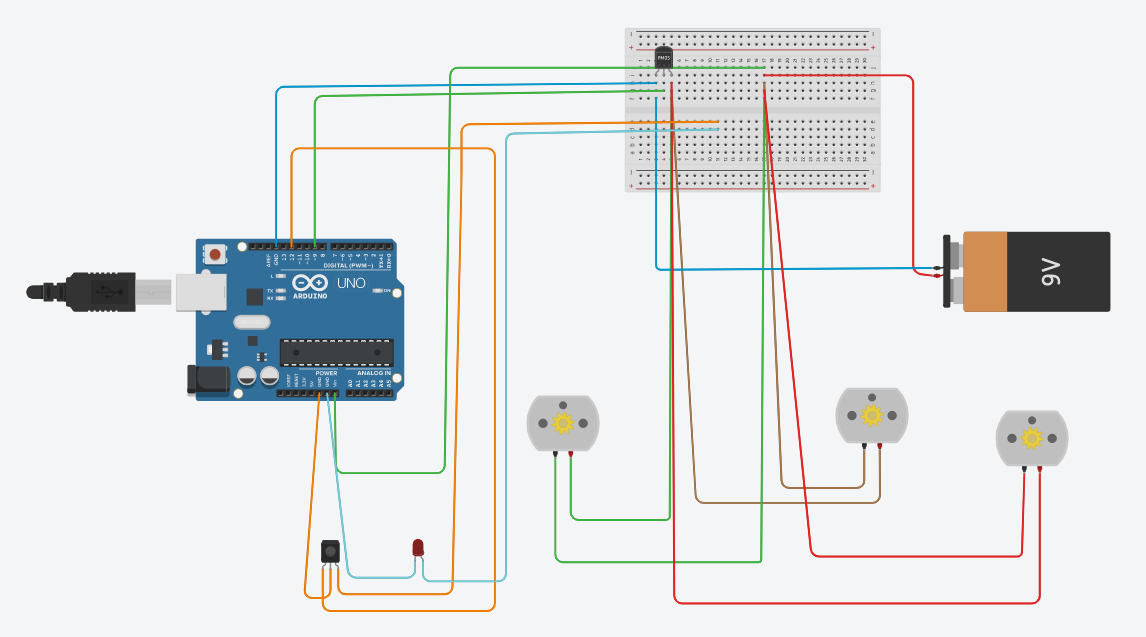 PMOS
AREF
GND
13
12
~11
~10
~9
8
7
~6
~5
4
~3
2
TX→1
RX←0
DIGITAL (PWM~)
L
TX
RX
ARDUINO
UNO
ON
9V
POWER
ANALOG IN
IOREF
RESET
3.3V
5V
GND
GND
Vin
A0
A1
A2
A3
A4
A5